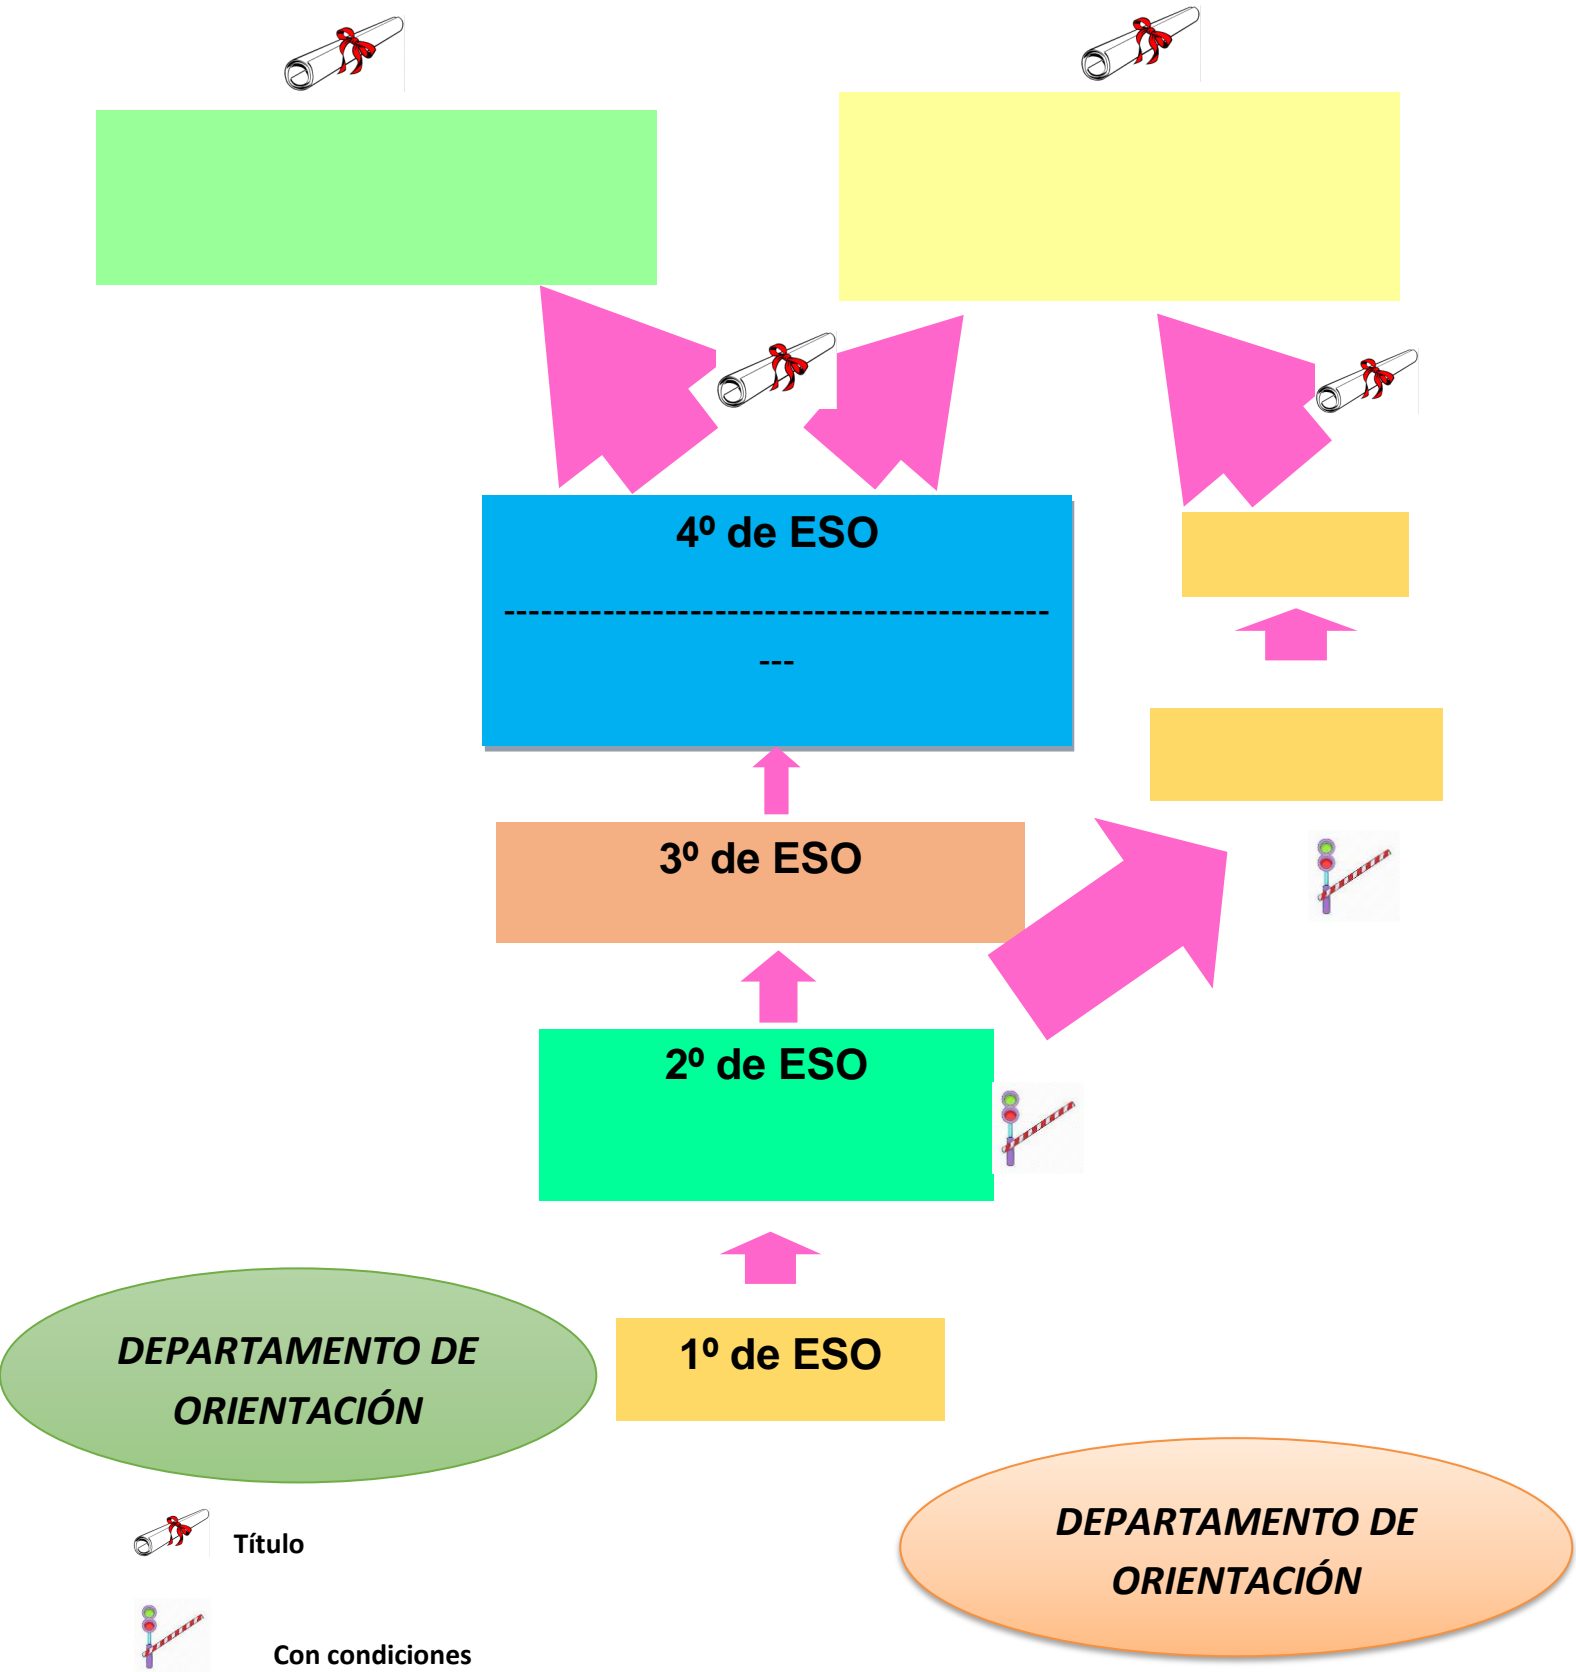 4º de ESO
--------------------------------------------
---
3º de ESO
2º de ESO
1º de ESO
DEPARTAMENTO DE
ORIENTACIÓN
DEPARTAMENTO DE
ORIENTACIÓN
Título
Con condiciones